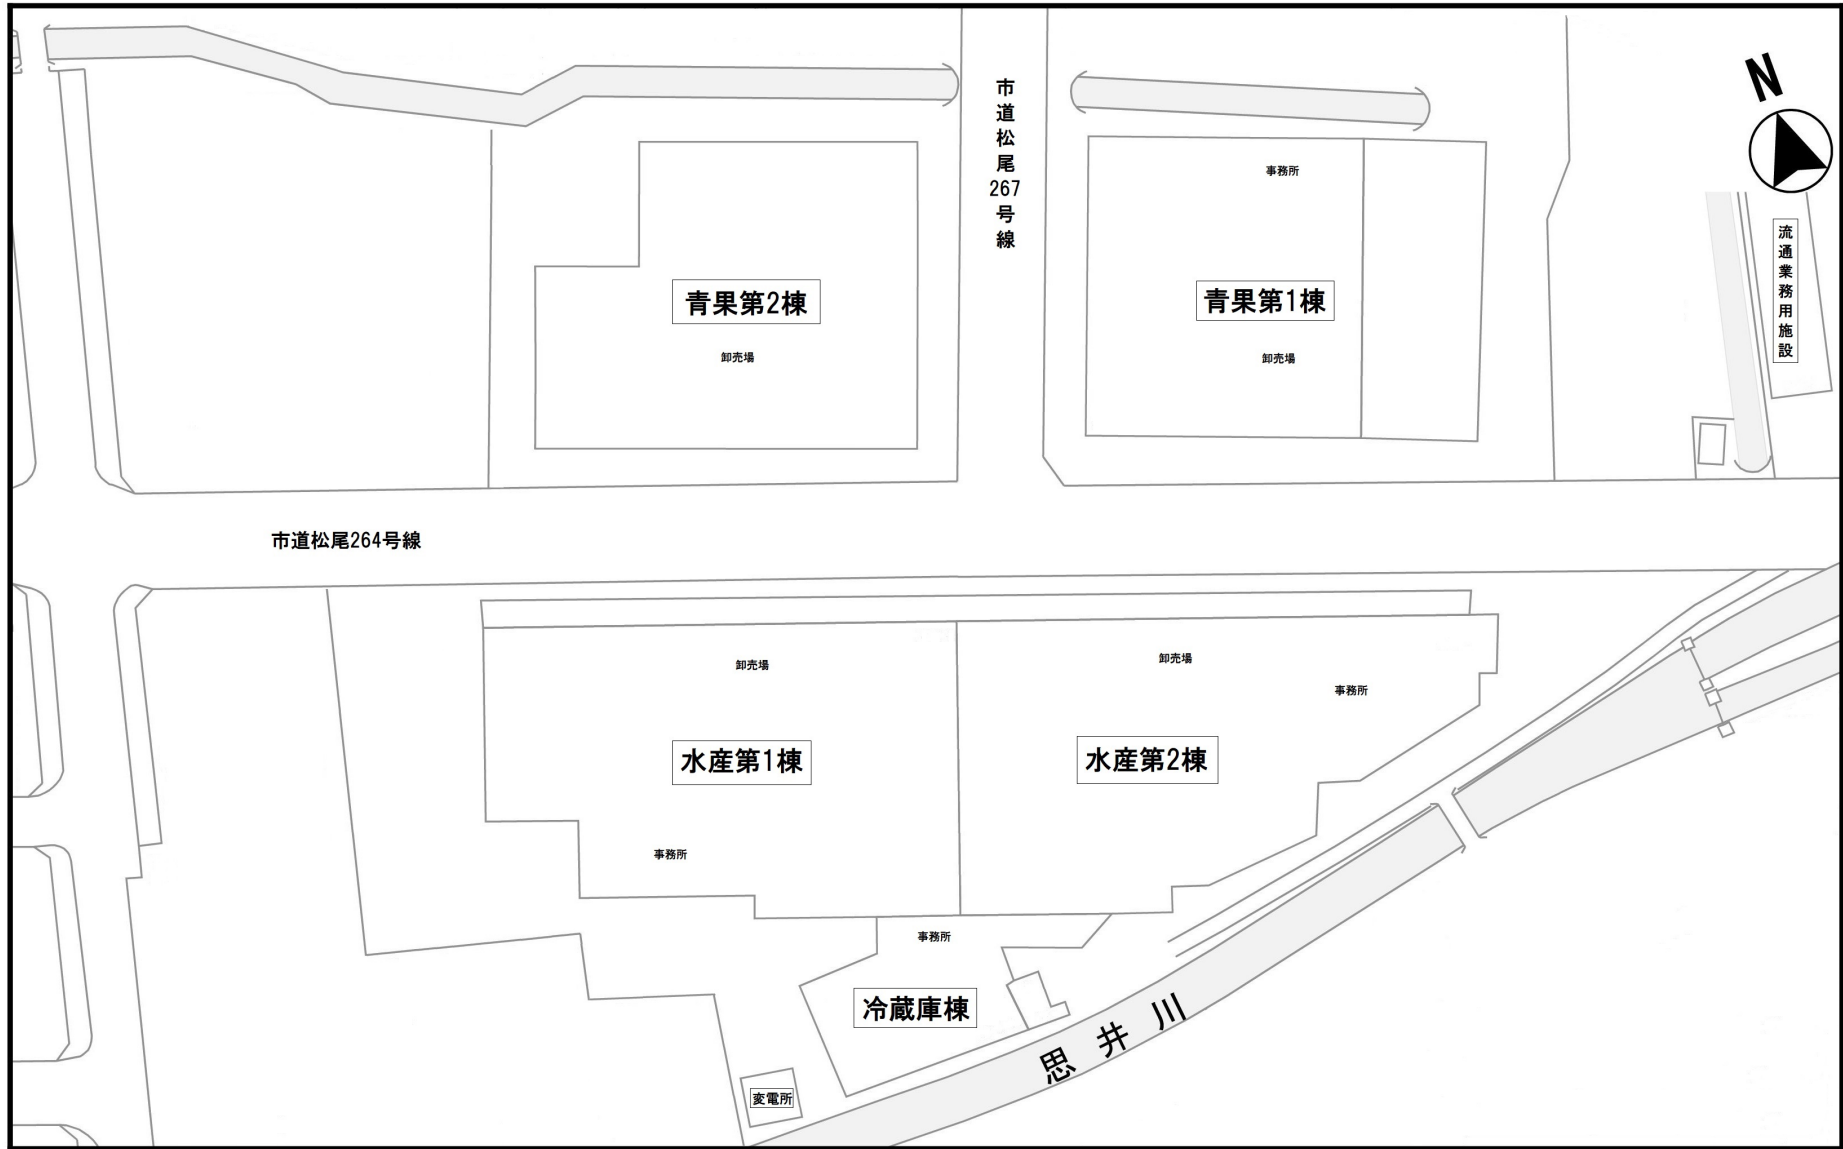 N
市道松尾267号線
事務所
流通業務用施設
青果第2棟
青果第1棟
卸売場
卸売場
市道松尾264号線
卸売場
卸売場
事務所
水産第1棟
水産第2棟
事務所
事務所
冷蔵庫棟
思井川
変電所